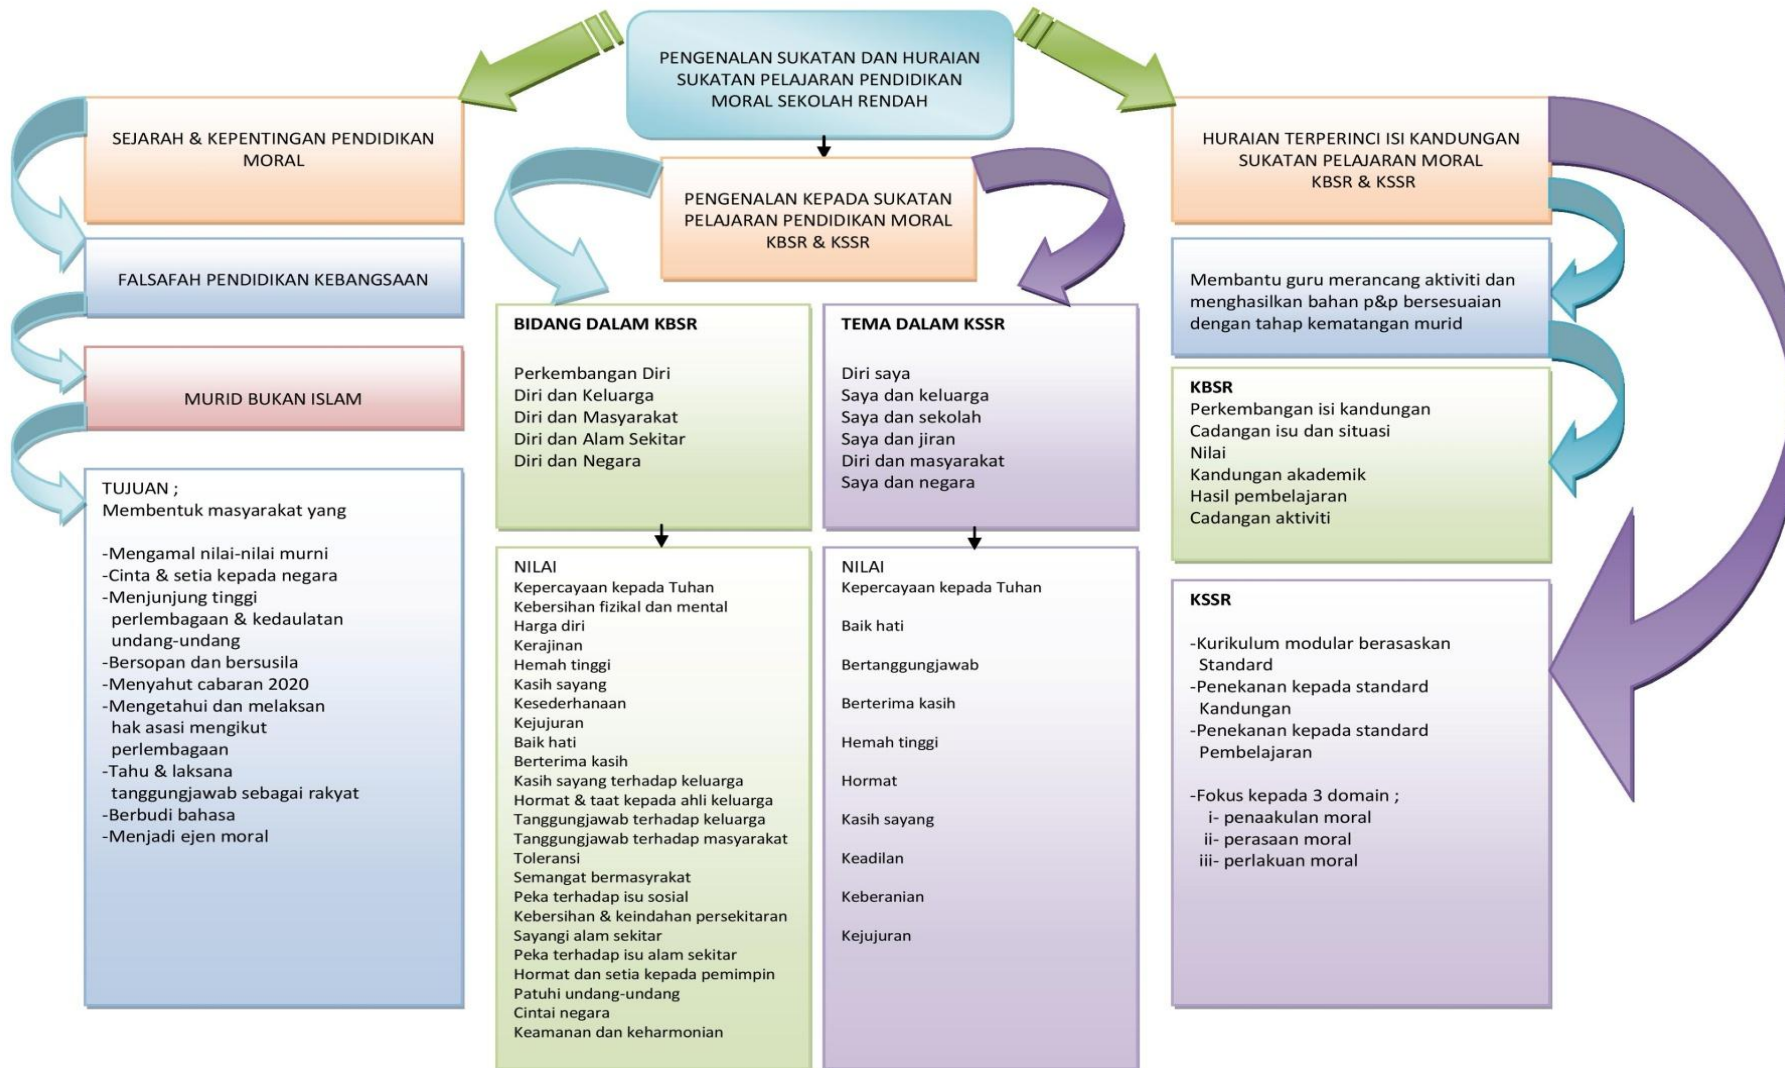 PENGENALAN SUKATAN DAN HURAIAN
SUKATAN PELAJARAN PENDIDIKAN
MORAL SEKOLAH RENDAH
SEJARAH & KEPENTINGAN PENDIDIKAN
MORAL
FALSAFAH PENDIDIKAN KEBANGSAAN
MURID BUKAN ISLAM
TUJUAN ;
Membentuk masyarakat yang
-Mengamal nilai-nilai murni
-Cinta & setia kepada negara
-Menjunjung tinggi
perlembagaan & kedaulatan
undang-undang
-Bersopan dan bersusila
-Menyahut cabaran 2020
-Mengetahui dan melaksan
hak asasi mengikut
perlembagaan
-Tahu & laksana
tanggungjawab sebagai rakyat
-Berbudi bahasa
-Menjadi ejen moral
PENGENALAN KEPADA SUKATAN
PELAJARAN PENDIDIKAN MORAL
KBSR & KSSR
BIDANG DALAM KBSR
Perkembangan Diri
Diri dan Keluarga
Diri dan Masyarakat
Diri dan Alam Sekitar
Diri dan Negara
NILAI
Kepercayaan kepada Tuhan
Kebersihan fizikal dan mental
Harga diri
Kerajinan
Hemah tinggi
Kasih sayang
Kesederhanaan
Kejujuran
Baik hati
Berterima kasih
Kasih sayang terhadap keluarga
Hormat & taat kepada ahli keluarga
Tanggungjawab terhadap keluarga
Tanggungjawab terhadap masyarakat
Toleransi
Semangat bermasyrakat
Peka terhadap isu sosial
Kebersihan & keindahan persekitaran
Sayangi alam sekitar
Peka terhadap isu alam sekitar
Hormat dan setia kepada pemimpin
Patuhi undang-undang
Cintai negara
Keamanan dan keharmonian
TEMA DALAM KSSR
Diri saya
Saya dan keluarga
Saya dan sekolah
Saya dan jiran
Diri dan masyarakat
Saya dan negara
NILAI
Kepercayaan kepada Tuhan
Baik hati
Bertanggungjawab
Berterima kasih
Hemah tinggi
Hormat
Kasih sayang
Keadilan
Keberanian
Kejujuran
HURAIAN TERPERINCI ISI KANDUNGAN
SUKATAN PELAJARAN MORAL
KBSR & KSSR
Membantu guru merancang aktiviti dan
menghasilkan bahan p&p bersesuaian
dengan tahap kematangan murid
KBSR
Perkembangan isi kandungan
Cadangan isu dan situasi
Nilai
Kandungan akademik
Hasil pembelajaran
Cadangan aktiviti
KSSR
-Kurikulum modular berasaskan
Standard
-Penekanan kepada standard
Kandungan
-Penekanan kepada standard
Pembelajaran
-Fokus kepada 3 domain ;
i- penaakulan moral
ii- perasaan moral
iii- perlakuan moral